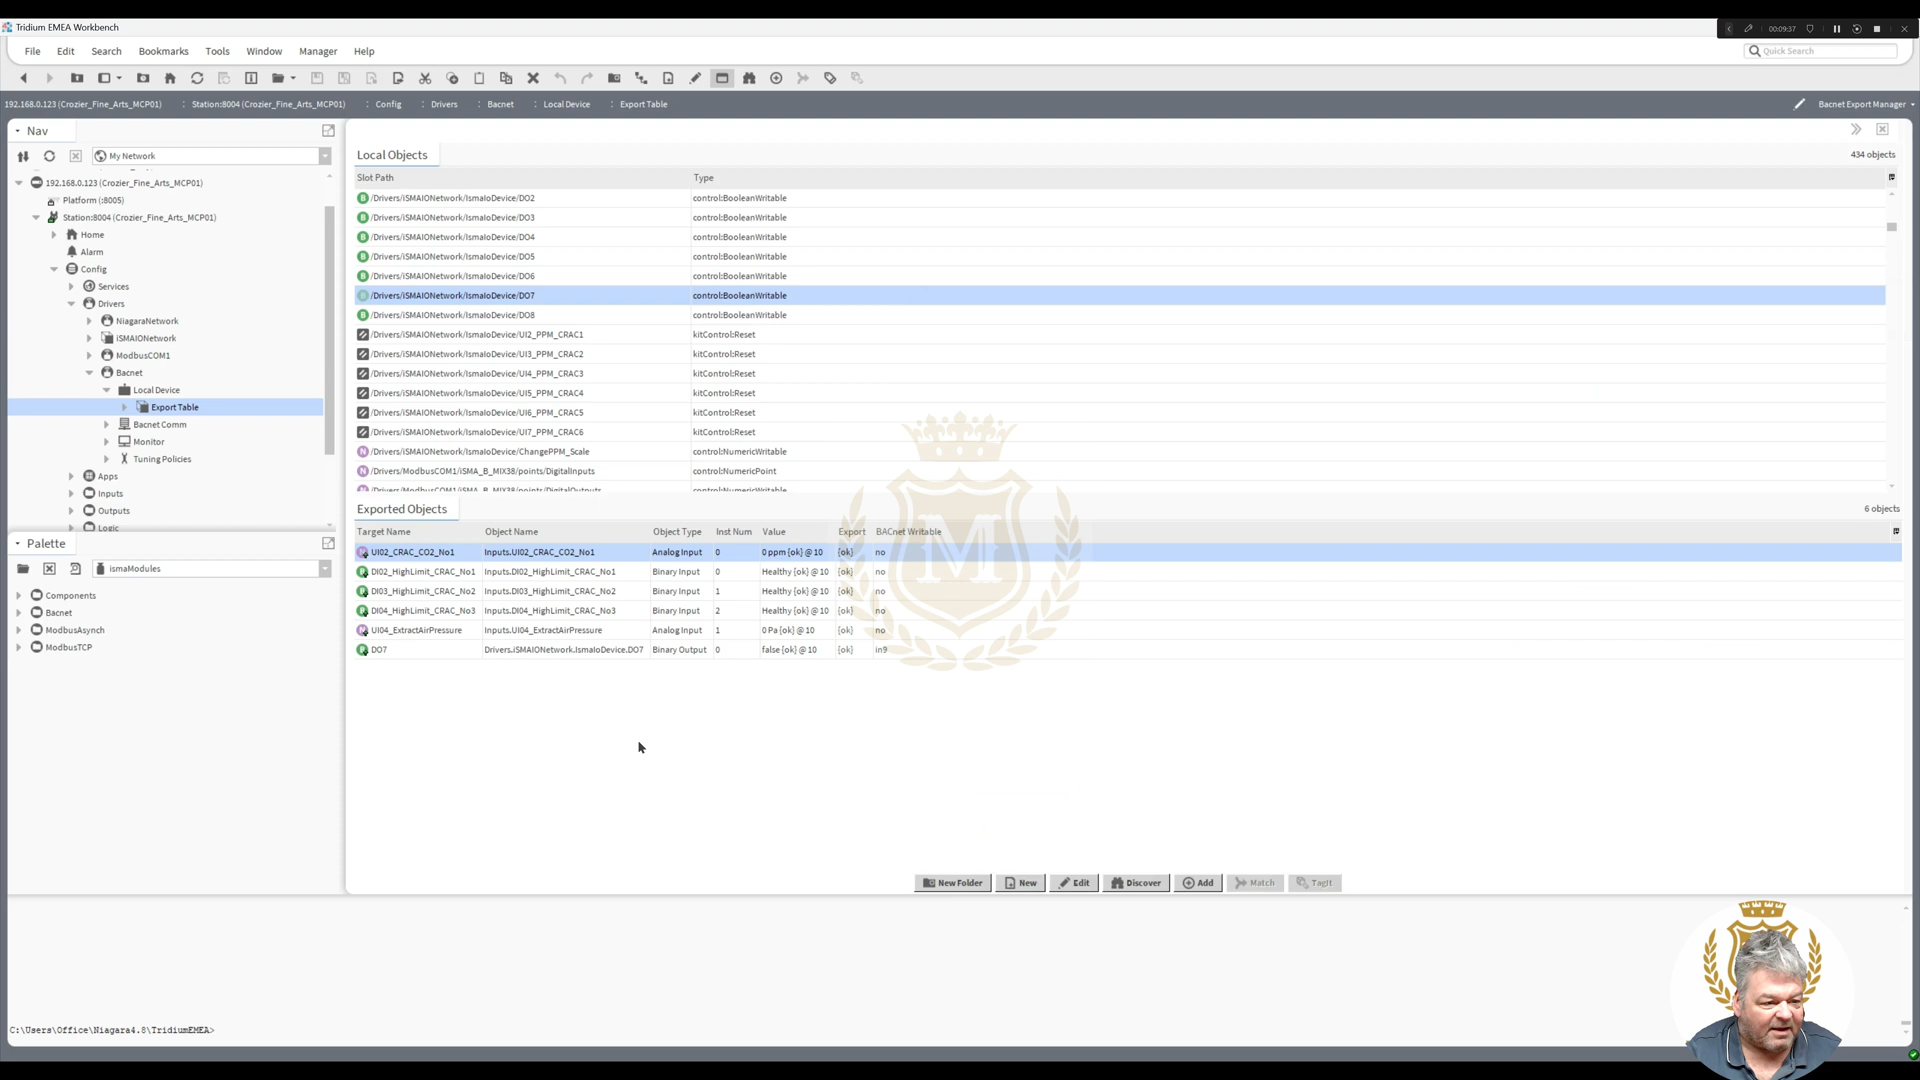 Tridium EMEA Workbench
00:09:37
File Edit Search Bookmarks Tools Window Manager Help
Quick Search
192.168.0.123 (Crozier_Fine_Arts_MCP01) : Station:8004 (Crozier_Fine_Arts_MCP01) : Config : Drivers : Bacnet : Local Device : Export Table
Bacnet Export Manager
Nav
My Network
192.168.0.123 (Crozier_Fine_Arts_MCP01)
Platform (:8005)
Station:8004 (Crozier_Fine_Arts_MCP01)
Home
Alarm
Config
Services
Drivers
NiagaraNetwork
iSMAIONetwork
ModbusCOM1
Bacnet
Local Device
Export Table
Bacnet Comm
Monitor
Tuning Policies
Apps
Inputs
Outputs
Logic
Palette
ismaModules
Components
Bacnet
ModbusAsynch
ModbusTCP
Local Objects
434 objects
Slot Path Type
/Drivers/iSMAIONetwork/IsmaIoDevice/DO2 control:BooleanWritable
/Drivers/iSMAIONetwork/IsmaIoDevice/DO3 control:BooleanWritable
/Drivers/iSMAIONetwork/IsmaIoDevice/DO4 control:BooleanWritable
/Drivers/iSMAIONetwork/IsmaIoDevice/DO5 control:BooleanWritable
/Drivers/iSMAIONetwork/IsmaIoDevice/DO6 control:BooleanWritable
/Drivers/iSMAIONetwork/IsmaIoDevice/DO7 control:BooleanWritable
/Drivers/iSMAIONetwork/IsmaIoDevice/DO8 control:BooleanWritable
/Drivers/iSMAIONetwork/IsmaIoDevice/UI2_PPM_CRAC1 kitControl:Reset
/Drivers/iSMAIONetwork/IsmaIoDevice/UI3_PPM_CRAC2 kitControl:Reset
/Drivers/iSMAIONetwork/IsmaIoDevice/UI4_PPM_CRAC3 kitControl:Reset
/Drivers/iSMAIONetwork/IsmaIoDevice/UI5_PPM_CRAC4 kitControl:Reset
/Drivers/iSMAIONetwork/IsmaIoDevice/UI6_PPM_CRAC5 kitControl:Reset
/Drivers/iSMAIONetwork/IsmaIoDevice/UI7_PPM_CRAC6 kitControl:Reset
/Drivers/iSMAIONetwork/IsmaIoDevice/ChangePPM_Scale control:NumericWritable
/Drivers/ModbusCOM1/iSMA_B_MIX38/points/DigitalInputs control:NumericPoint
/Drivers/ModbusCOM1/iSMA_B_MIX38/points/DigitalOutputs control:NumericWritable
Exported Objects
6 objects
Target Name Object Name Object Type Inst Num Value Export BACnet Writable
UI02_CRAC_CO2_No1 Inputs.UI02_CRAC_CO2_No1 Analog Input 0 0 ppm {ok} @ 10 {ok} no
DI02_HighLimit_CRAC_No1 Inputs.DI02_HighLimit_CRAC_No1 Binary Input 0 Healthy {ok} @ 10 {ok} no
DI03_HighLimit_CRAC_No2 Inputs.DI03_HighLimit_CRAC_No2 Binary Input 1 Healthy {ok} @ 10 {ok} no
DI04_HighLimit_CRAC_No3 Inputs.DI04_HighLimit_CRAC_No3 Binary Input 2 Healthy {ok} @ 10 {ok} no
UI04_ExtractAirPressure Inputs.UI04_ExtractAirPressure Analog Input 1 0 Pa {ok} @ 10 {ok} no
DO7 Drivers.iSMAIONetwork.IsmaIoDevice.DO7 Binary Output 0 false {ok} @ 10 {ok} in9
M
New Folder New Edit Discover Add Match TagIt
C:\Users\Office\Niagara4.8\TridiumEMEA>